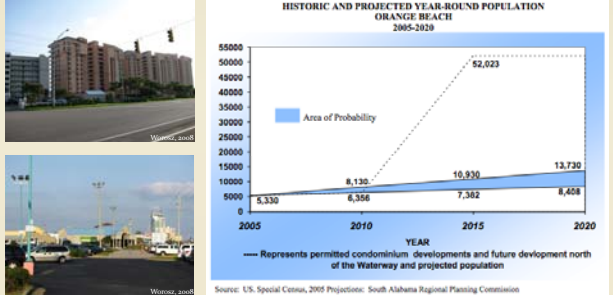 Worosz, 2008
Worosz, 2008
HISTORIC AND PROJECTED YEAR-ROUND POPULATION
ORANGE BEACH
2005-2020
55000
50000
45000
40000
35000
30000
25000
20000
15000
10000
5000
0
52,023
Area of Probability
8,130
10,930
13,730
5,330
6,356
7,382
8,408
2005
2010
2015
2020
YEAR
----- Represents permitted condominium developments and future devlopment north
of the Waterway and projected population
Source: US. Special Census, 2005 Projections: South Alabama Regional Planning Commission